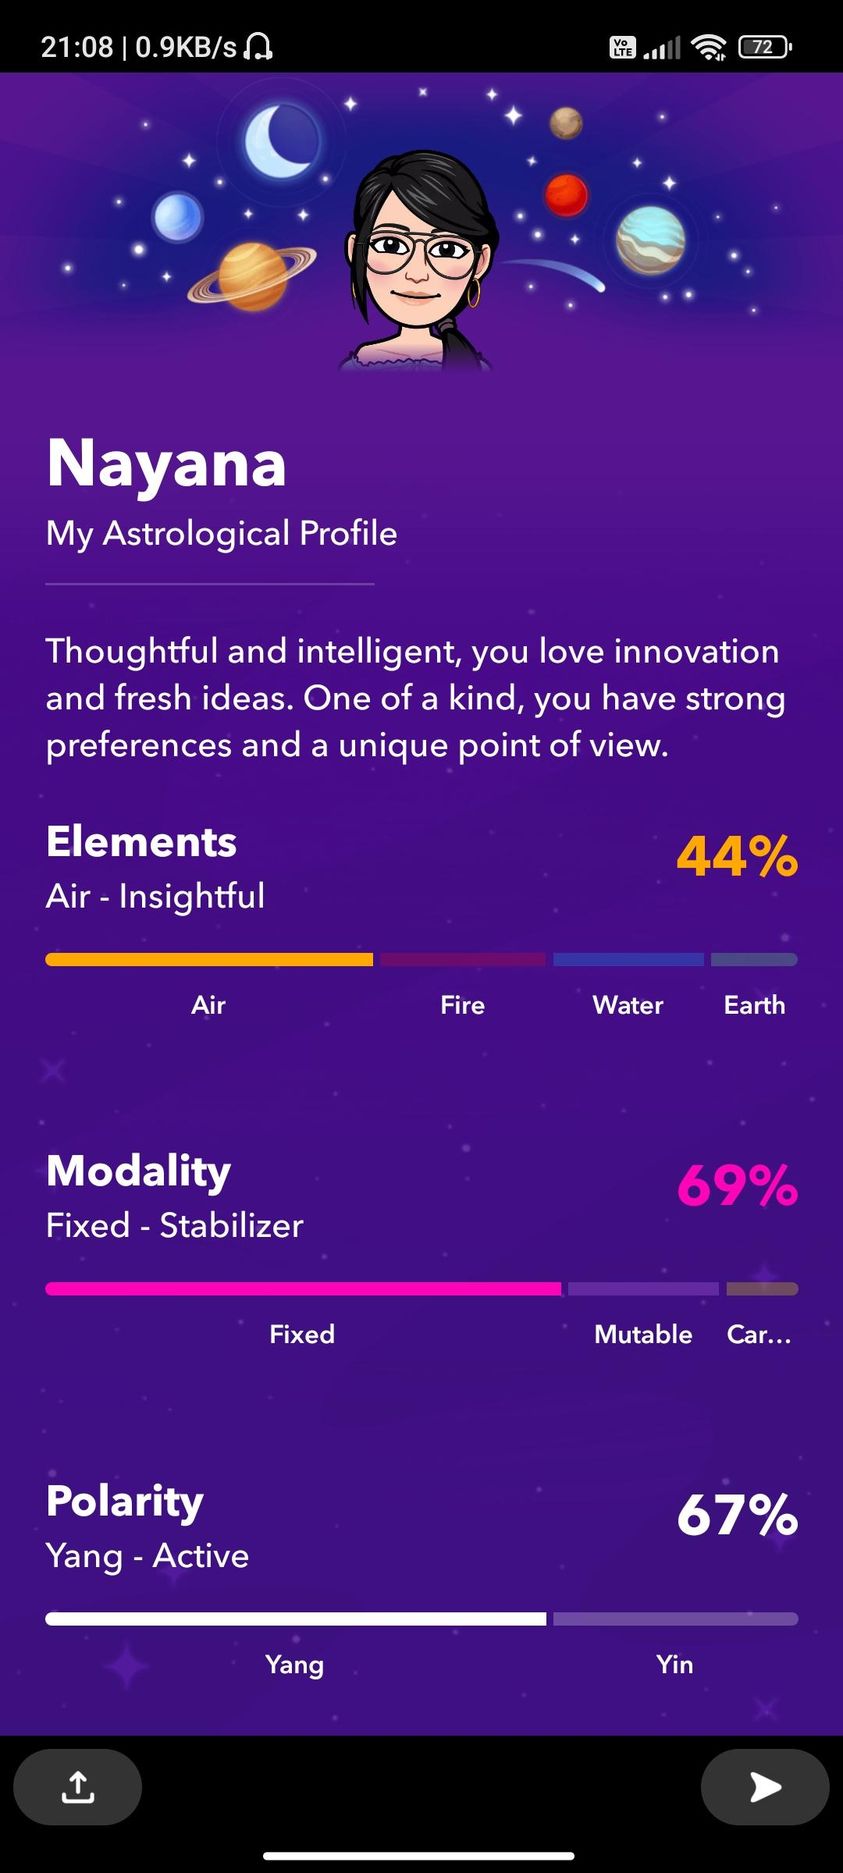 21:08 | 0.9KB/s
Vo LTE
72
Nayana
My Astrological Profile
Thoughtful and intelligent, you love innovation
and fresh ideas. One of a kind, you have strong
preferences and a unique point of view.
Elements
44%
Air - Insightful
Air Fire Water Earth
Modality
69%
Fixed - Stabilizer
Fixed Mutable Car...
Polarity
67%
Yang - Active
Yang Yin